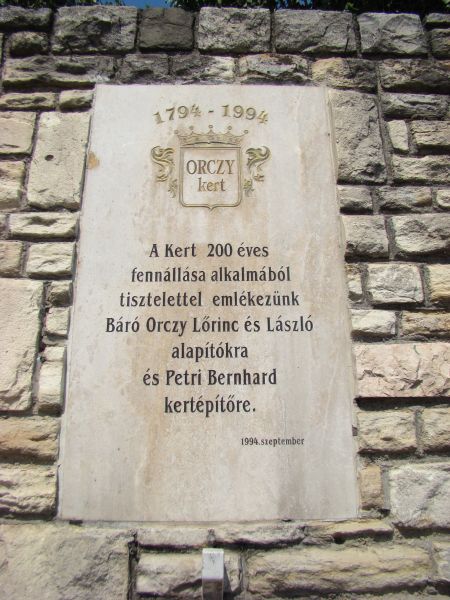 1794 - 1994
ORCZY
kert
A Kert 200 éves
fennállása alkalmából
tisztelettel emlékezünk
Báró Orczy Lőrinc és László
alapítókra
és Petri Bernhard
kertépítőre.
1994.szeptember